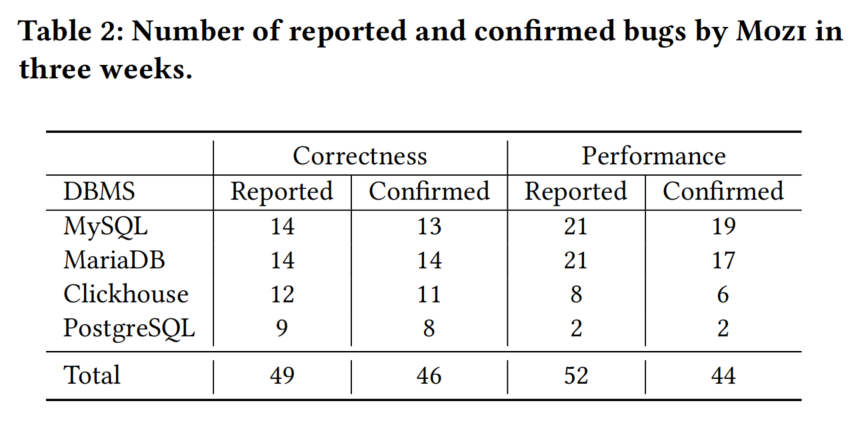 Table 2: Number of reported and confirmed bugs by Mozi in
three weeks.
Correctness Performance
DBMS Reported Confirmed Reported Confirmed
MySQL 14 13 21 19
MariaDB 14 14 21 17
Clickhouse 12 11 8 6
PostgreSQL 9 8 2 2
Total 49 46 52 44